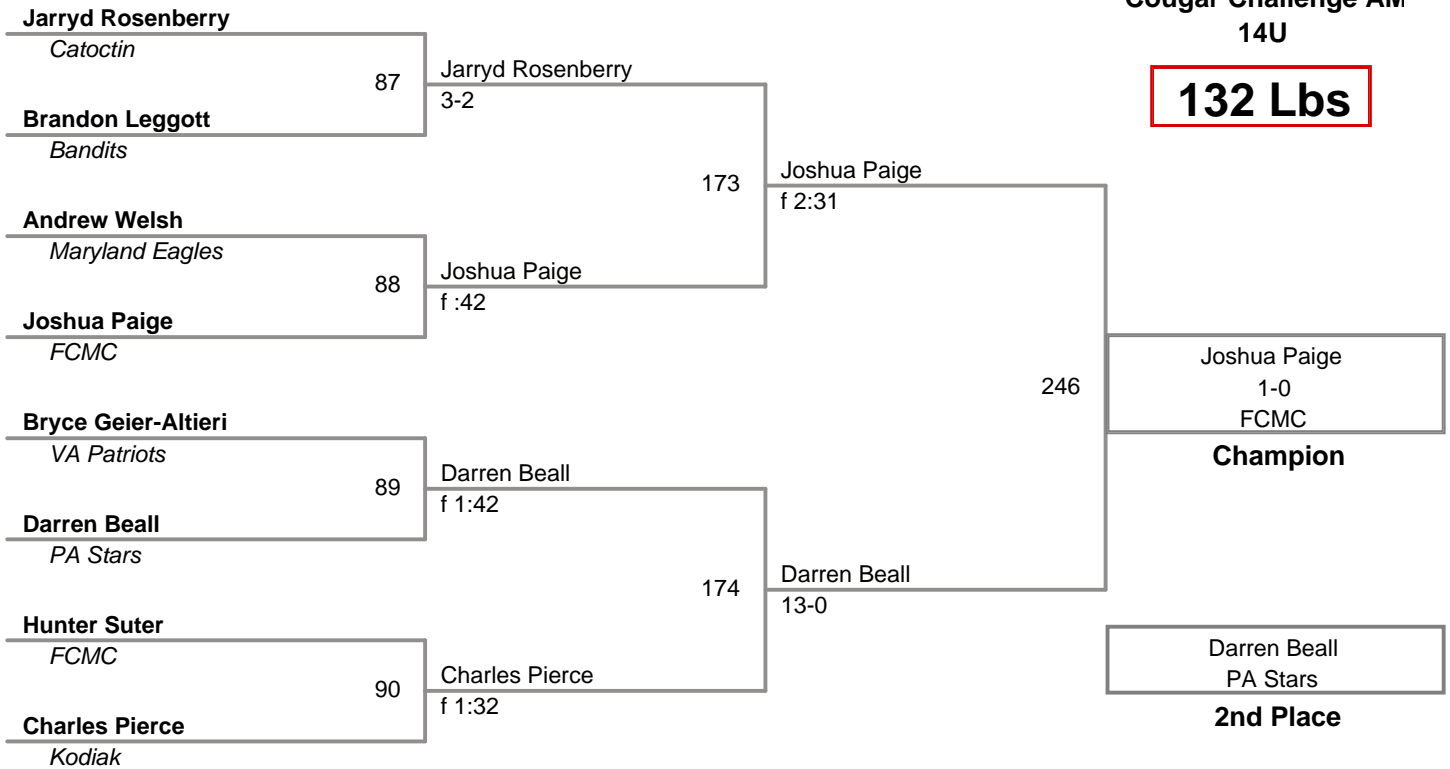 Cougar Challenge AM
14U
132 Lbs
Jarryd Rosenberry
Catoctin
87
Brandon Leggott
Bandits
Jarryd Rosenberry
3-2
Andrew Welsh
Maryland Eagles
88
Joshua Paige
FCMC
Joshua Paige
f :42
173
Joshua Paige
f 2:31
Bryce Geier-Altieri
VA Patriots
89
Darren Beall
PA Stars
Darren Beall
f 1:42
Hunter Suter
FCMC
90
Charles Pierce
Kodiak
Charles Pierce
f 1:32
174
Darren Beall
13-0
246
Joshua Paige
1-0
FCMC
Champion
Darren Beall
PA Stars
2nd Place